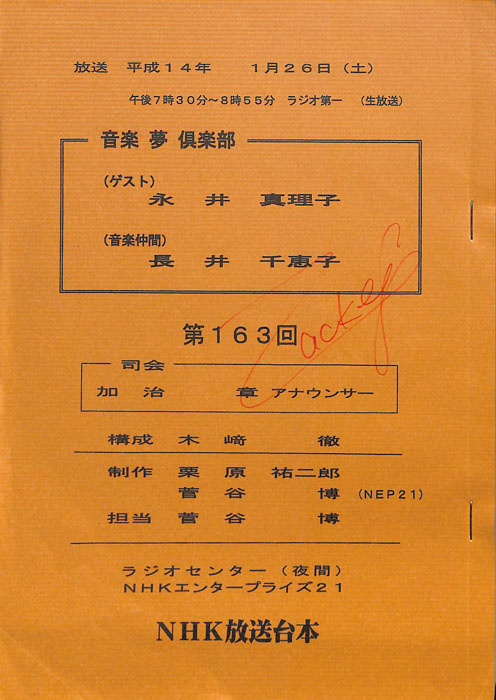 放送　平成１４年　１月２６日（土）
午後７時３０分～８時５５分　ラジオ第一　（生放送）
音楽 夢 倶楽部
（ゲスト）
永井　真理子
（音楽仲間）
長井　千恵子
第１６３回
司会
加治　章　アナウンサー
構成　木﨑　徹
制作　栗原　祐二郎
菅谷　博　（ＮＥＰ２１）
担当　菅谷　博
ラジオセンター（夜間）
ＮＨＫエンタープライズ２１
ＮＨＫ放送台本